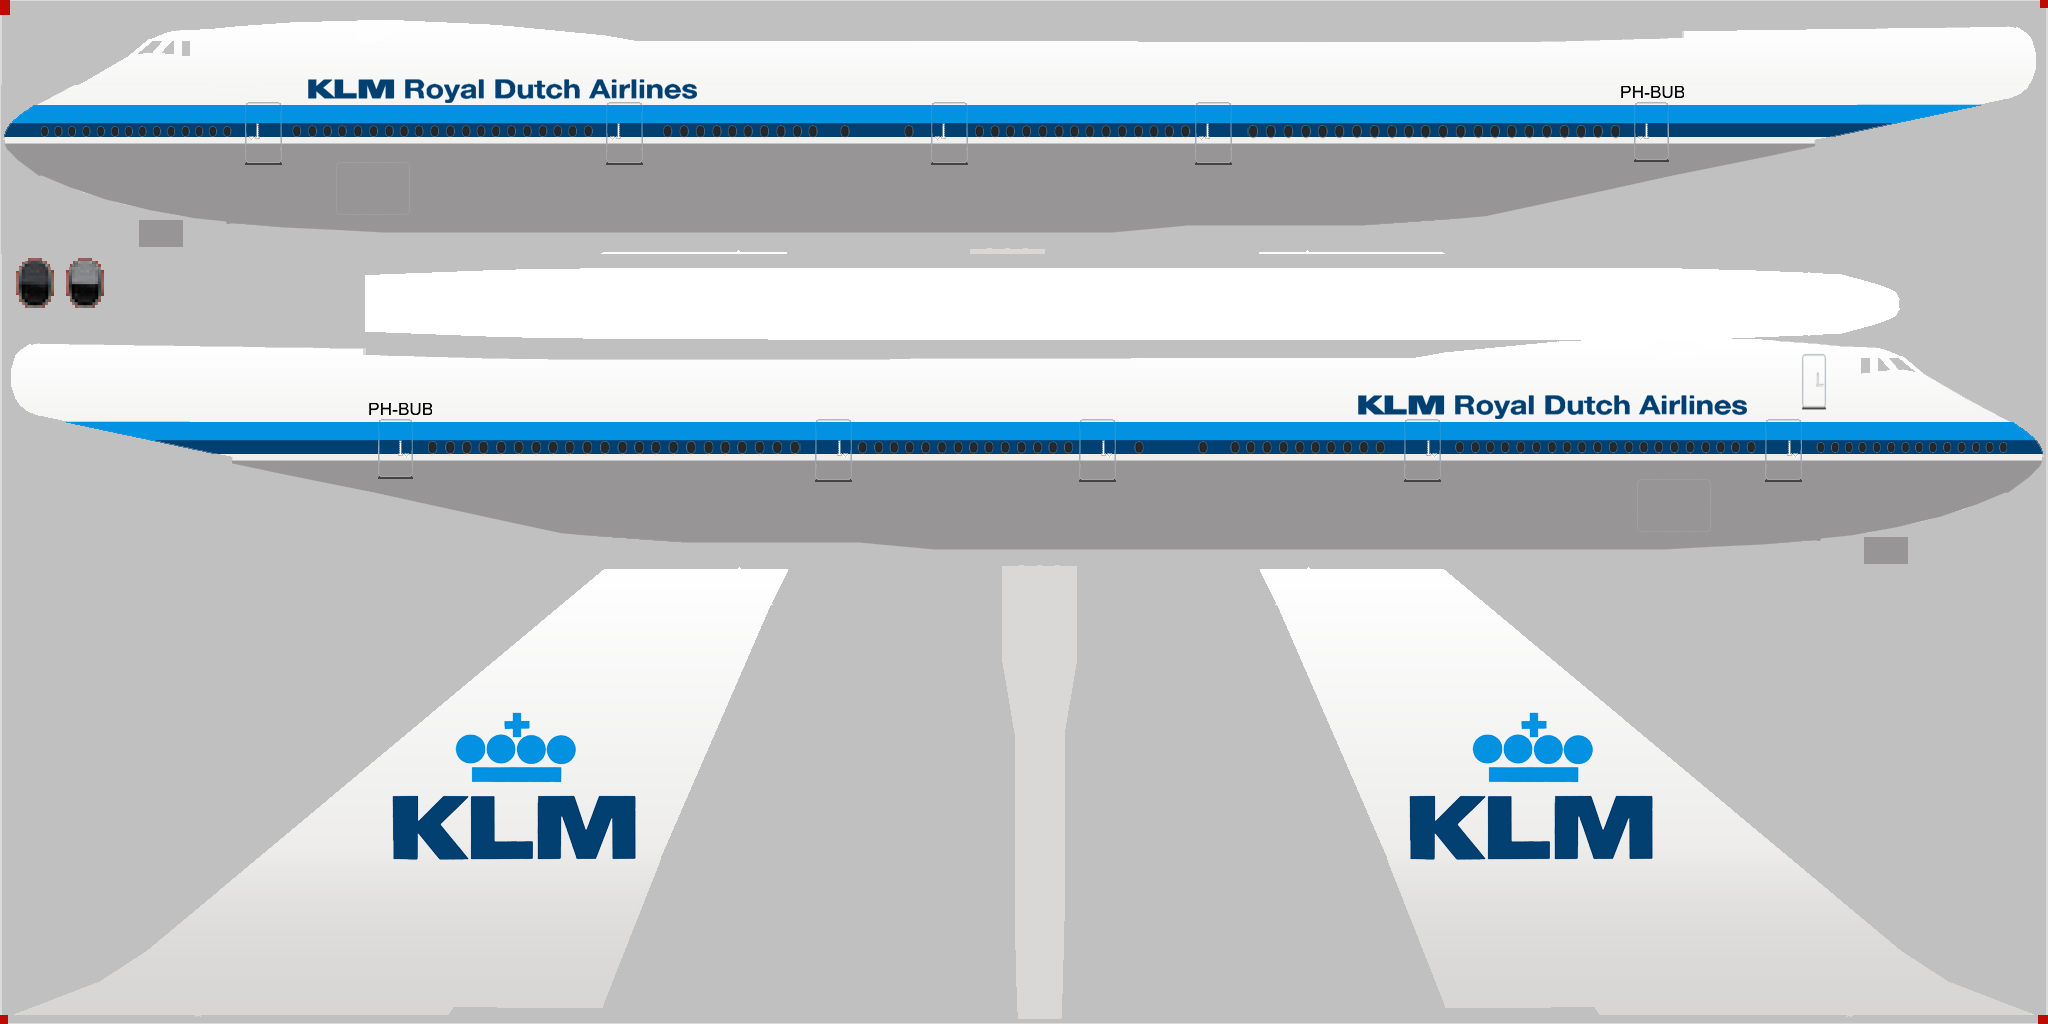 KLM Royal Dutch Airlines
PH-BUB
PH-BUB
KLM Royal Dutch Airlines
KLM
KLM